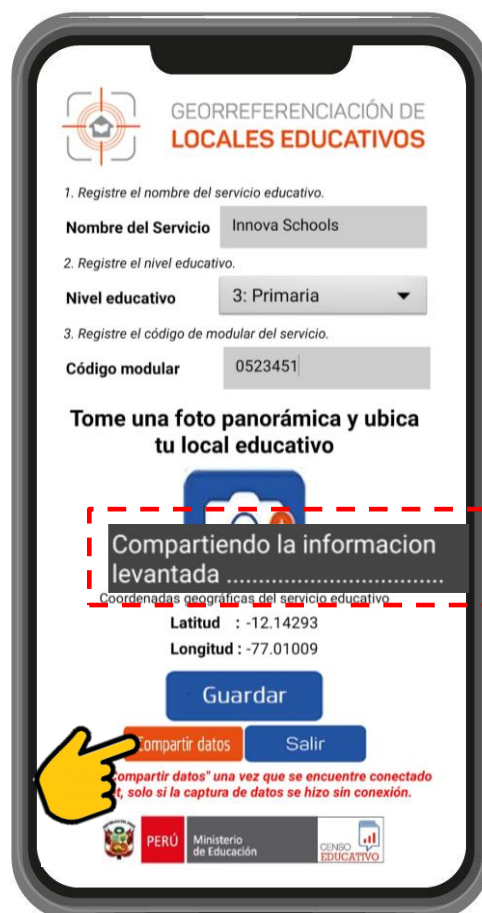 GEORREFERENCIACIÓN DE
LOCALES EDUCATIVOS
1. Registre el nombre del servicio educativo.
Nombre del Servicio Innova Schools
2. Registre el nivel educativo.
Nivel educativo 3: Primaria
3. Registre el código de modular del servicio.
Código modular 0523451
Tome una foto panorámica y ubica
tu local educativo
Compartiendo la informacion
levantada ..................................
Coordenadas geográficas del servicio educativo
Latitud : -12.14293
Longitud : -77.01009
Guardar
Compartir datos Salir
Compartir datos" una vez que se encuentre conectado
solo si la captura de datos se hizo sin conexión.
PERÚ Ministerio
de Educación
CENSO
EDUCATIVO